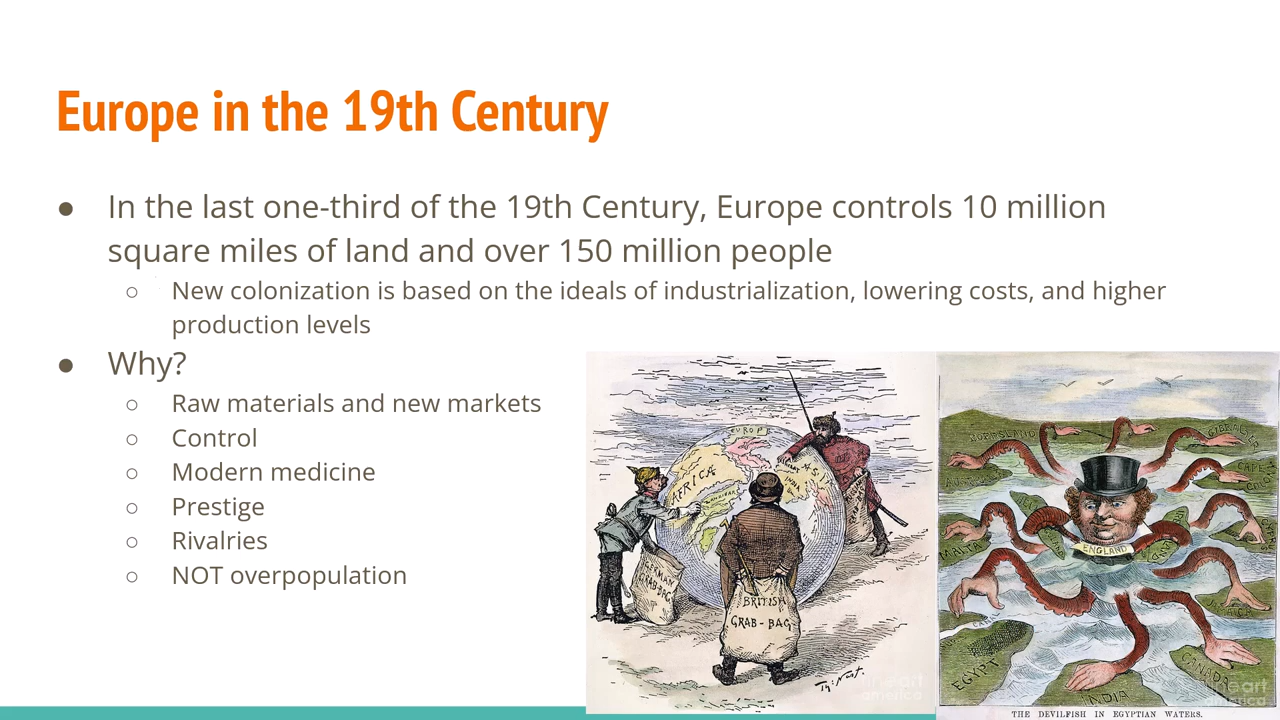 Europe in the 19th Century
● In the last one-third of the 19th Century, Europe controls 10 million
square miles of land and over 150 million people
○ New colonization is based on the ideals of industrialization, lowering costs, and higher
production levels
● Why?
○ Raw materials and new markets
○ Control
○ Modern medicine
○ Prestige
○ Rivalries
○ NOT overpopulation
EUROPE
AFRICA
INDIA
GRAB-BAG
BRITISH
GRAB-BAG
Th: Nast.
GIBRALTAR
CAPE
MALTA
ENGLAND
EGYPT
CANADA
INDIA
THE DEVILFISH IN EGYPTIAN WATERS.